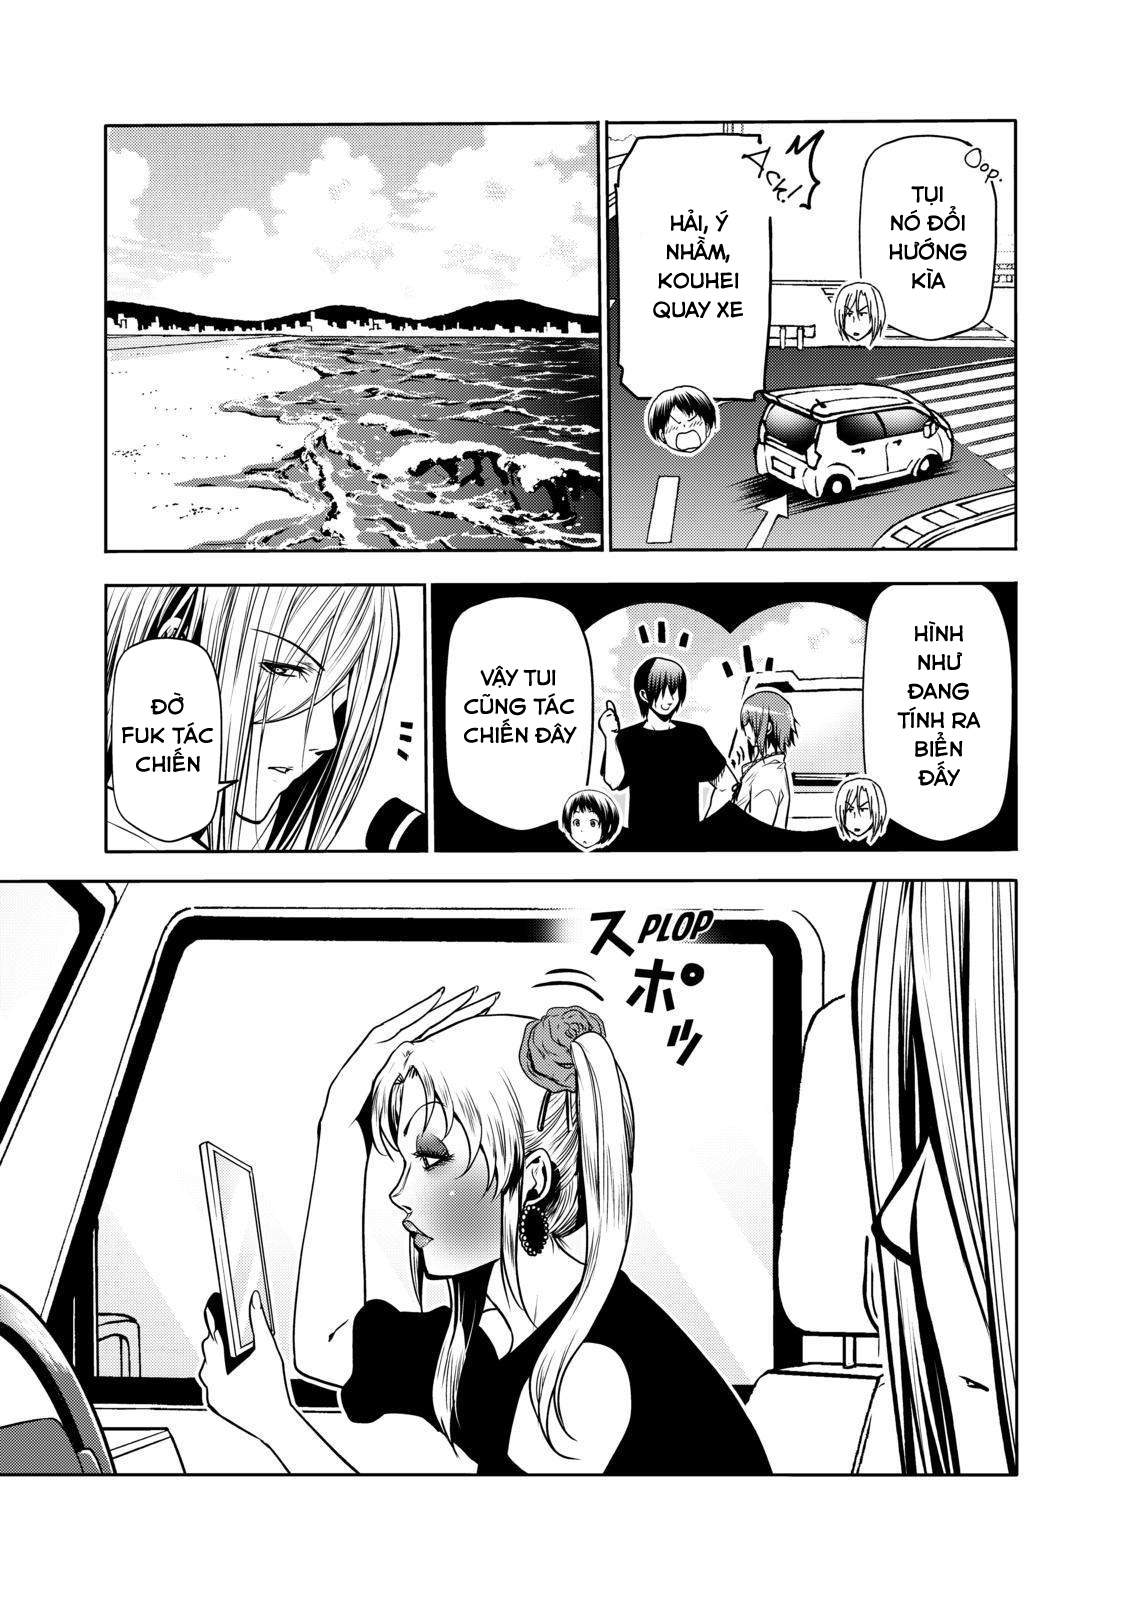 Oop.
TỤI
NÓ ĐỔI
HƯỚNG
KÌA
Ack!
HẢI, Ý
NHẦM,
KOUHEI
QUAY XE
HÌNH
NHƯ
ĐANG
TÍNH RA
BIỂN
ĐẤY
VẬY TUI
CŨNG TÁC
CHIẾN ĐÂY
ĐỜ
FUK TÁC
CHIẾN
スポッ
PLOP